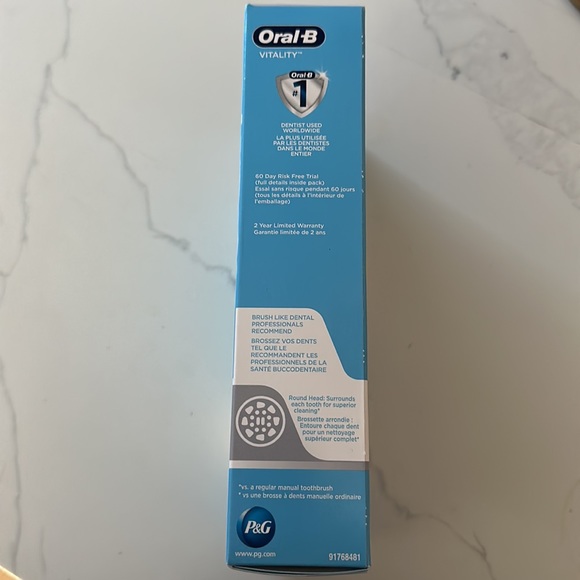 Oral-B
VITALITY™
Oral-B
#1
DENTIST USED
WORLDWIDE
LA PLUS UTILISÉE
PAR LES DENTISTES
DANS LE MONDE
ENTIER
60 Day Risk Free Trial
(full details inside pack)
Essai sans risque pendant 60 jours
(tous les détails à l'intérieur de
l'emballage)
2 Year Limited Warranty
Garantie limitée de 2 ans
BRUSH LIKE DENTAL
PROFESSIONALS
RECOMMEND
BROSSEZ VOS DENTS
TEL QUE LE
RECOMMANDENT LES
PROFESSIONNELS DE LA
SANTÉ BUCCODENTAIRE
Round Head: Surrounds
each tooth for superior
cleaning*
Brossette arrondie :
Entoure chaque dent
pour un nettoyage
supérieur complet*
*vs. a regular manual toothbrush
* vs une brosse à dents manuelle ordinaire
P&G
www.pg.com
91768481